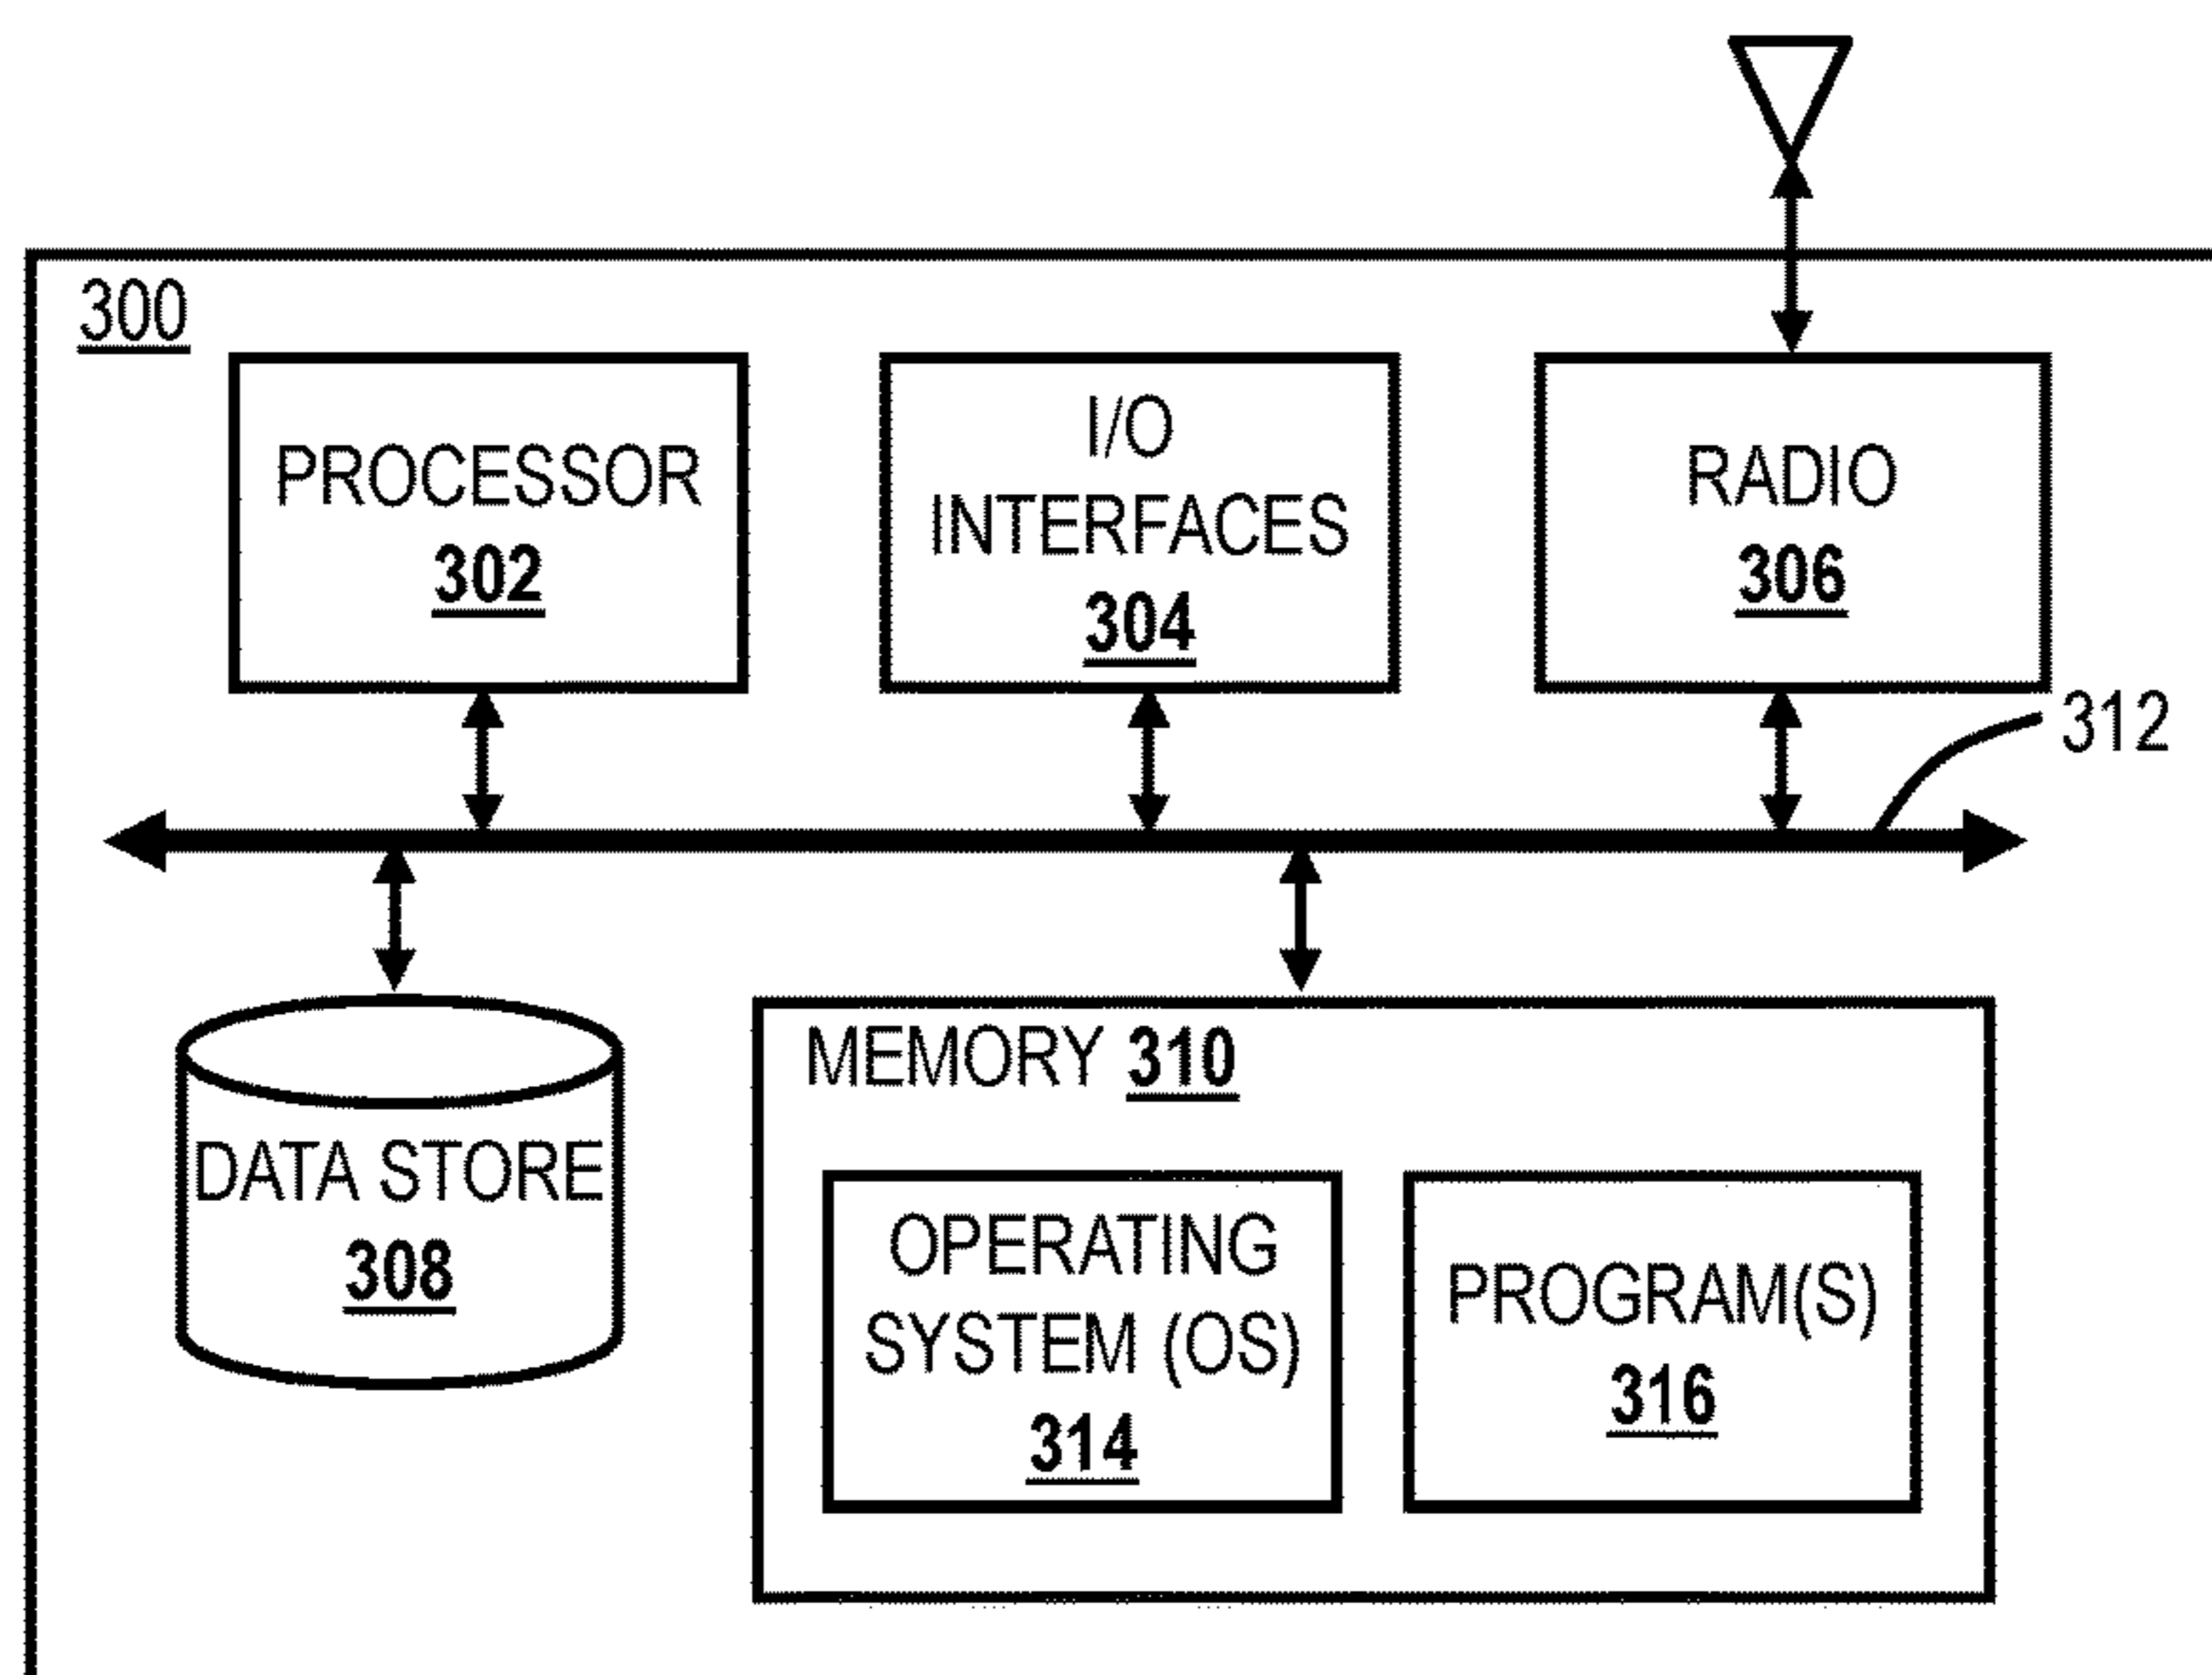 300
PROCESSOR
302
I/O
INTERFACES
304
RADIO
306
312
DATA STORE
308
MEMORY 310
OPERATING
SYSTEM (OS)
314
PROGRAM(S)
316